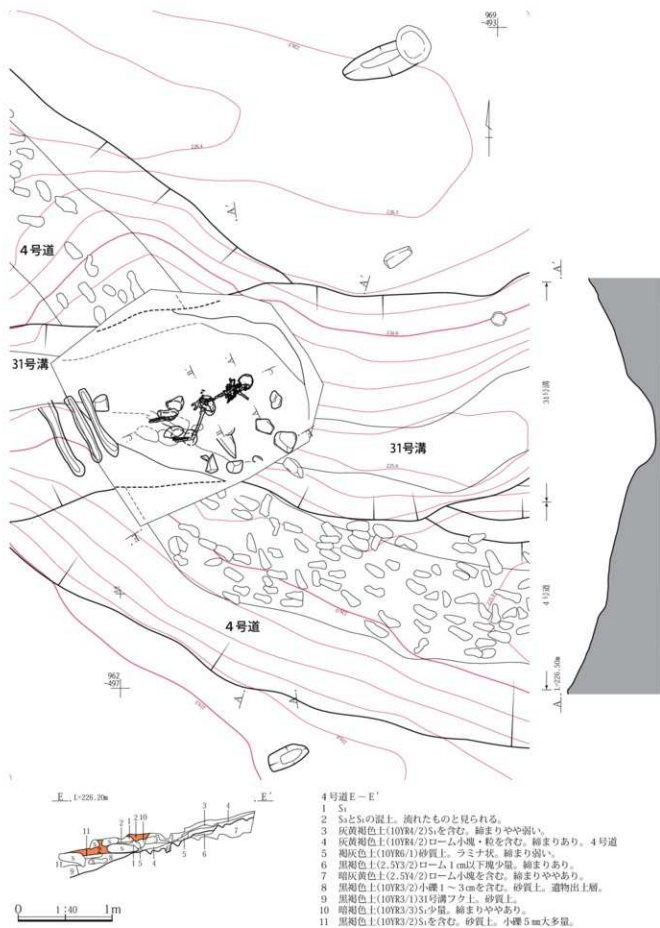 969
-493
A'
A'
4号道
31号溝
31号溝
31号溝
4号道
4号道
962
-497
A
A'
A L=226.50m
E L=226.20m E'
0 1:40 1m
4号道E－E'
1 S₁
2 S₃とS₁の混土。流れたものと見られる。
3 灰黄褐色土(10YR4/2)S₁を含む。締まりやや弱い。
4 灰黄褐色土(10YR4/2)ローム小塊・粒を含む。締まりあり。4号道
5 褐灰色土(10YR6/1)砂質土。ラミナ状。締まり弱い。
6 黒褐色土(2.5Y3/2)ローム1cm以下塊少量。締まりあり。
7 暗灰黄色土(2.5Y4/2)ローム小塊を含む。締まりややあり。
8 黒褐色土(10YR3/2)小礫1～3cmを含む。砂質土。遺物出土層。
9 黒褐色土(10YR3/1)31号溝フク土。砂質土。
10 暗褐色土(10YR3/3)S₁少量。締まりややあり。
11 黒褐色土(10YR3/2)S₁を含む。砂質土。小礫5mm大多量。